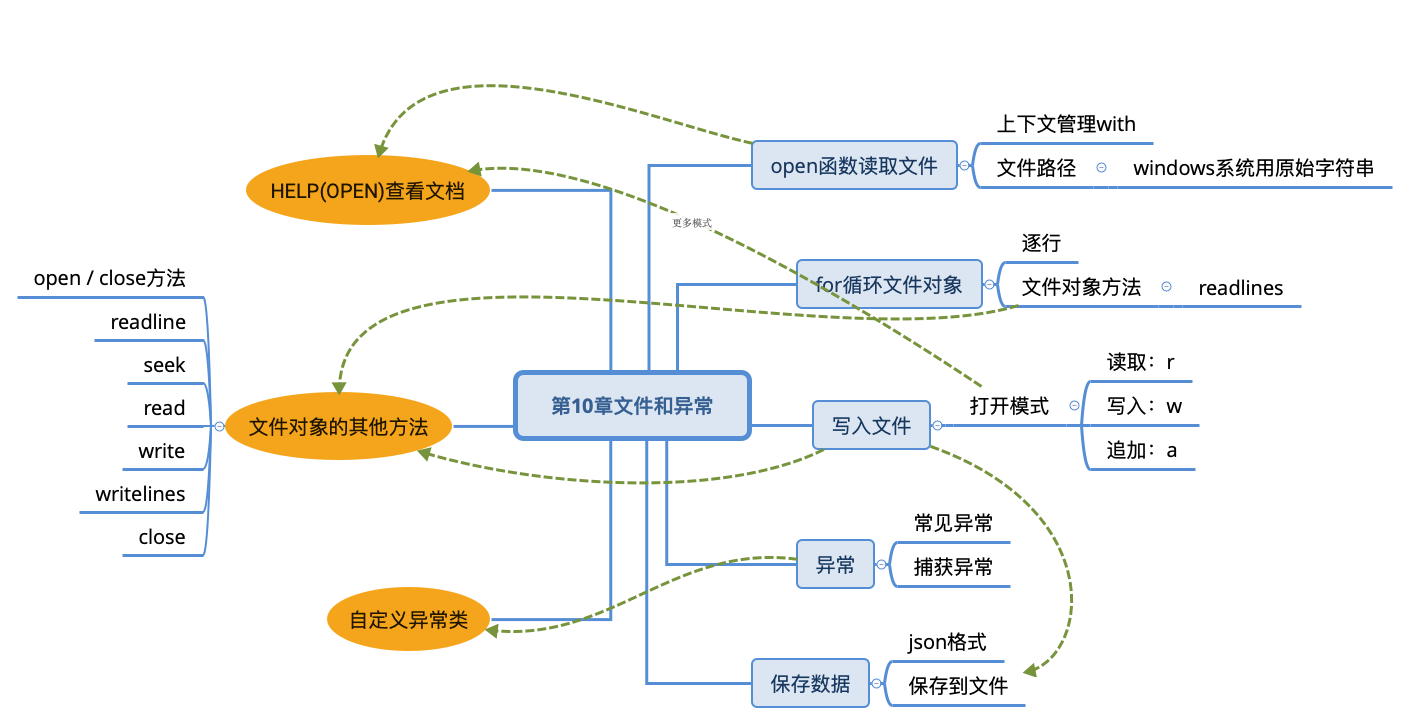 第10章文件和异常
open函数读取文件
上下文管理with
文件路径
windows系统用原始字符串
for循环文件对象
逐行
文件对象方法
readlines
写入文件
打开模式
读取：r
写入：w
追加：a
异常
常见异常
捕获异常
保存数据
json格式
保存到文件
HELP(OPEN)查看文档
更多模式
文件对象的其他方法
open / close方法
readline
seek
read
write
writelines
close
自定义异常类